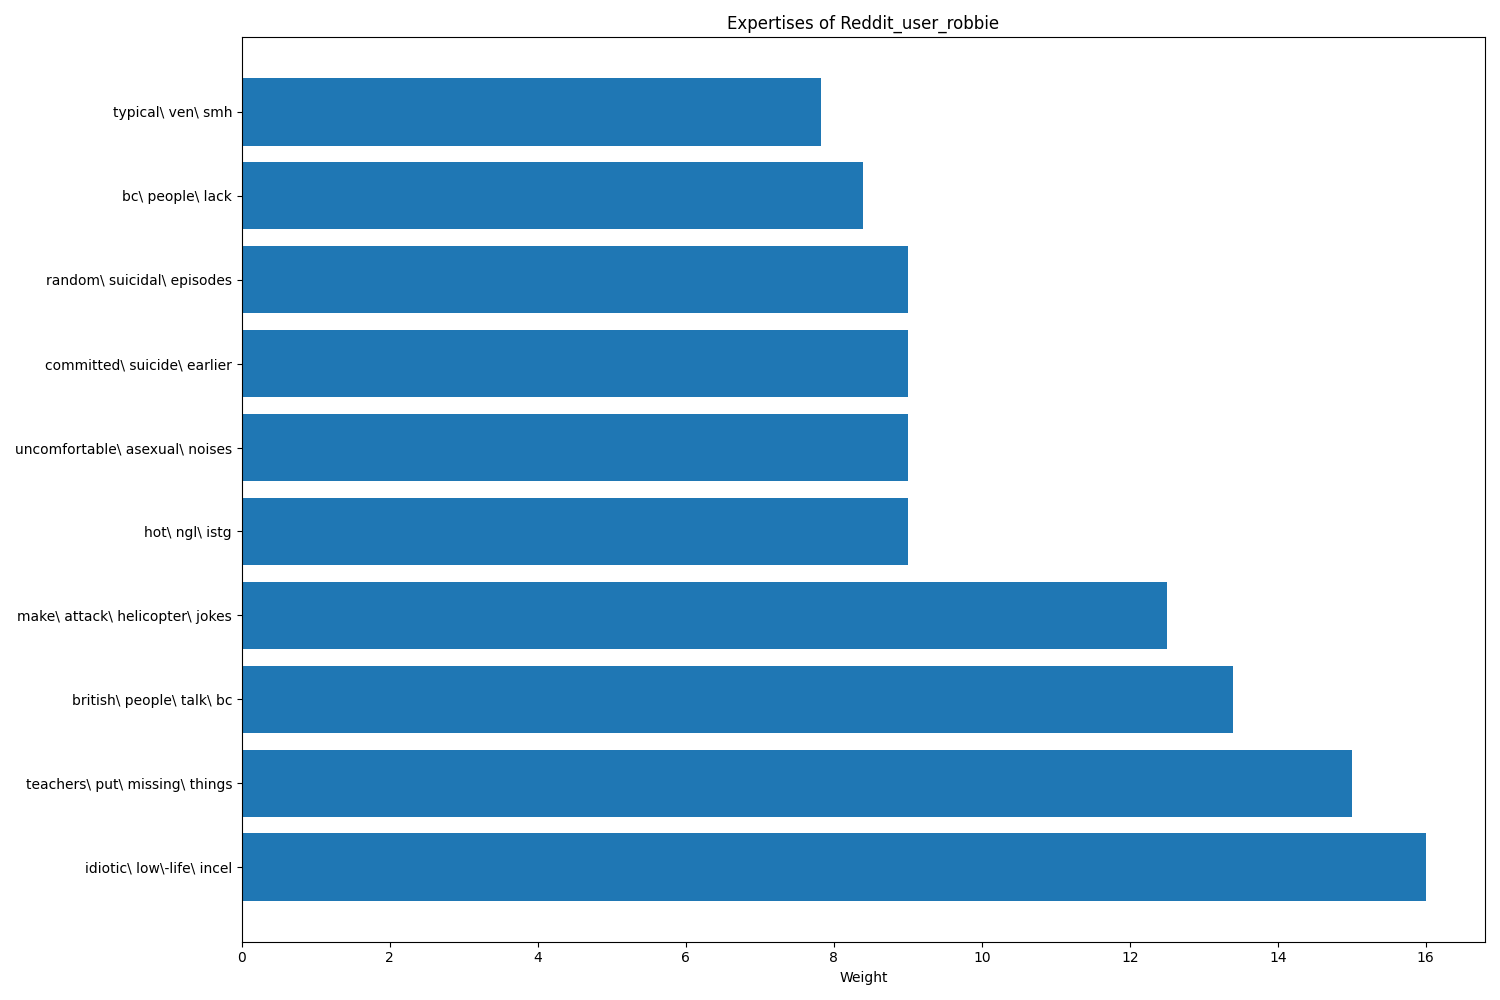 Expertises of Reddit_user_robbie
typical\ ven\ smh
bc\ people\ lack
random\ suicidal\ episodes
committed\ suicide\ earlier
uncomfortable\ asexual\ noises
hot\ ngl\ istg
make\ attack\ helicopter\ jokes
british\ people\ talk\ bc
teachers\ put\ missing\ things
idiotic\ low\-life\ incel
0 2 4 6 8 10 12 14 16
Weight